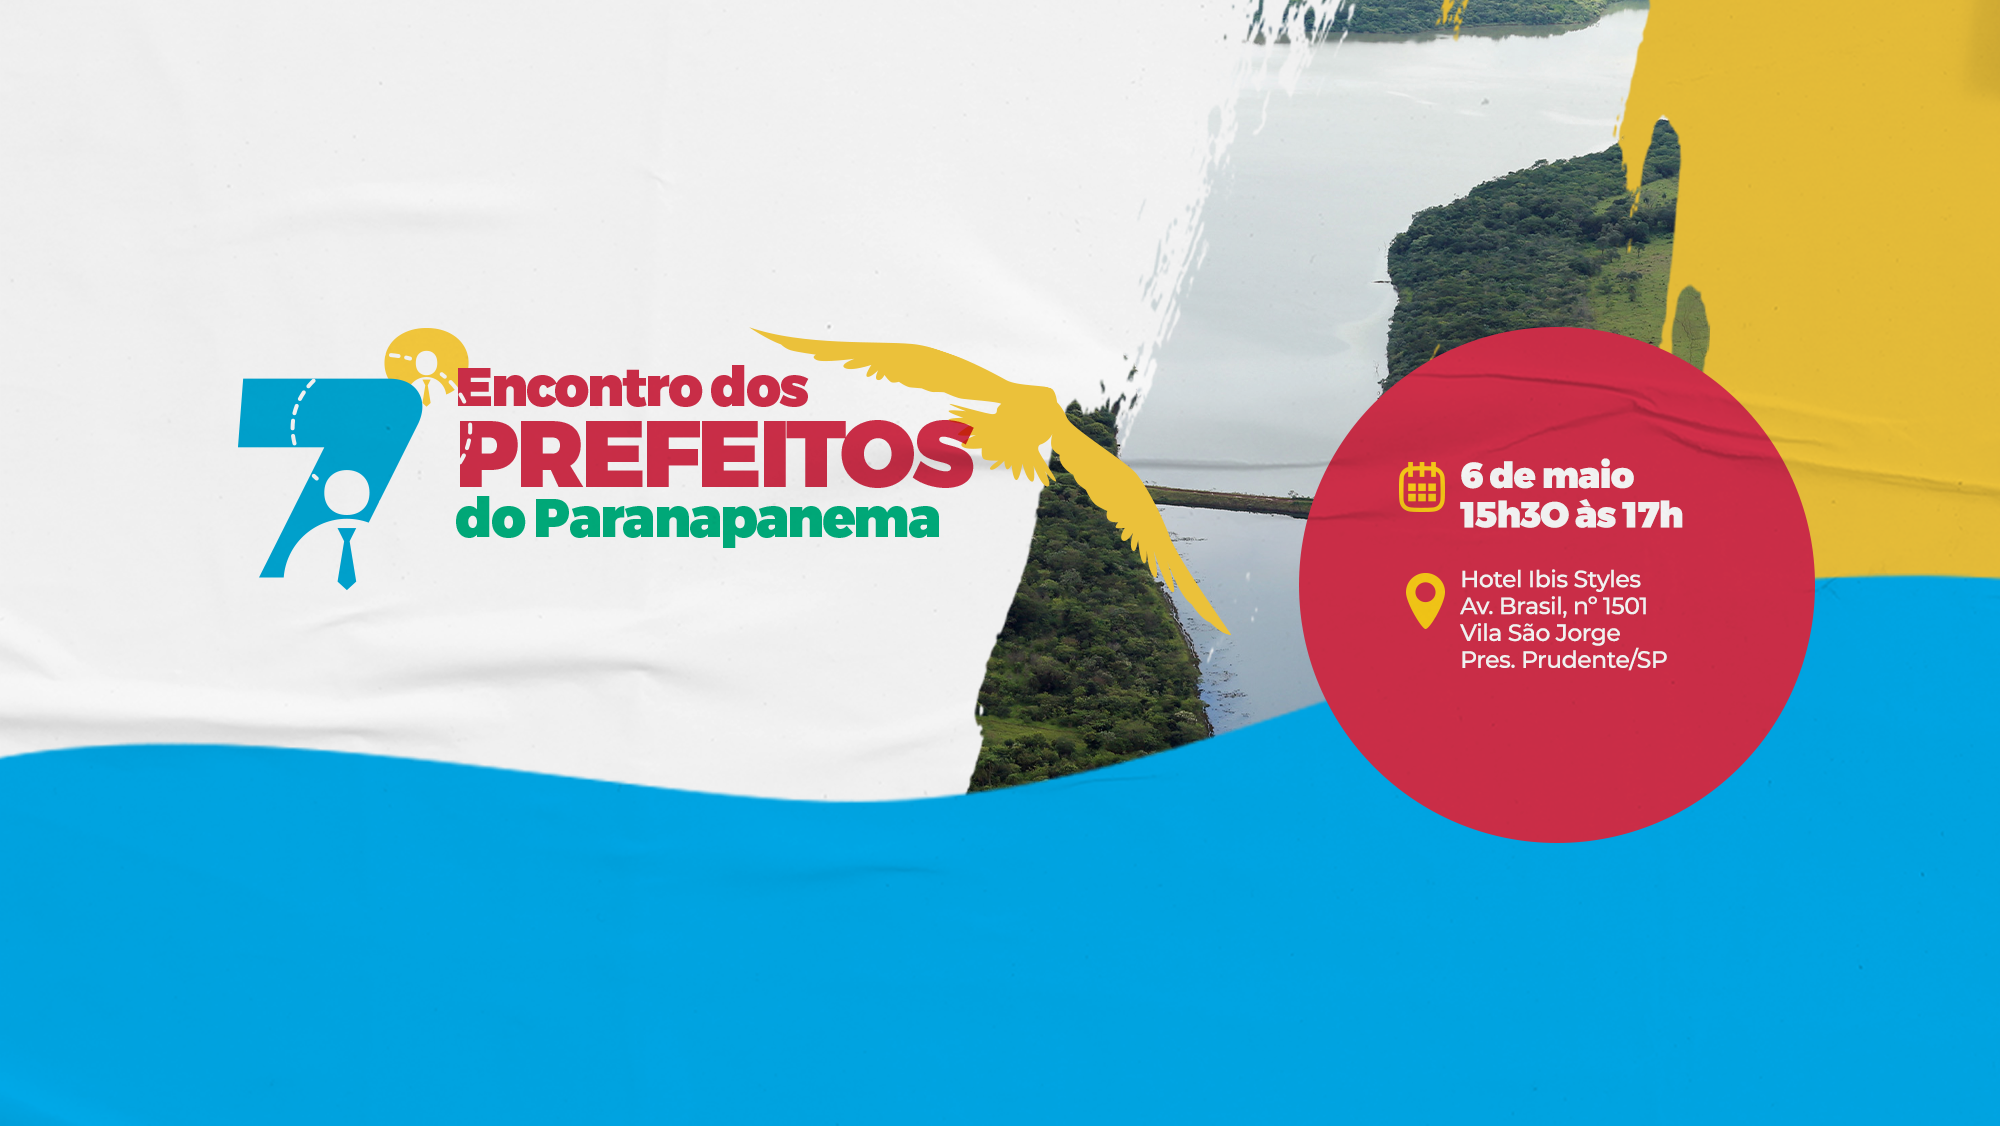 7º
Encontro dos
PREFEITOS
do Paranapanema
6 de maio
15h30 às 17h
Hotel Ibis Styles
Av. Brasil, nº 1501
Vila São Jorge
Pres. Prudente/SP